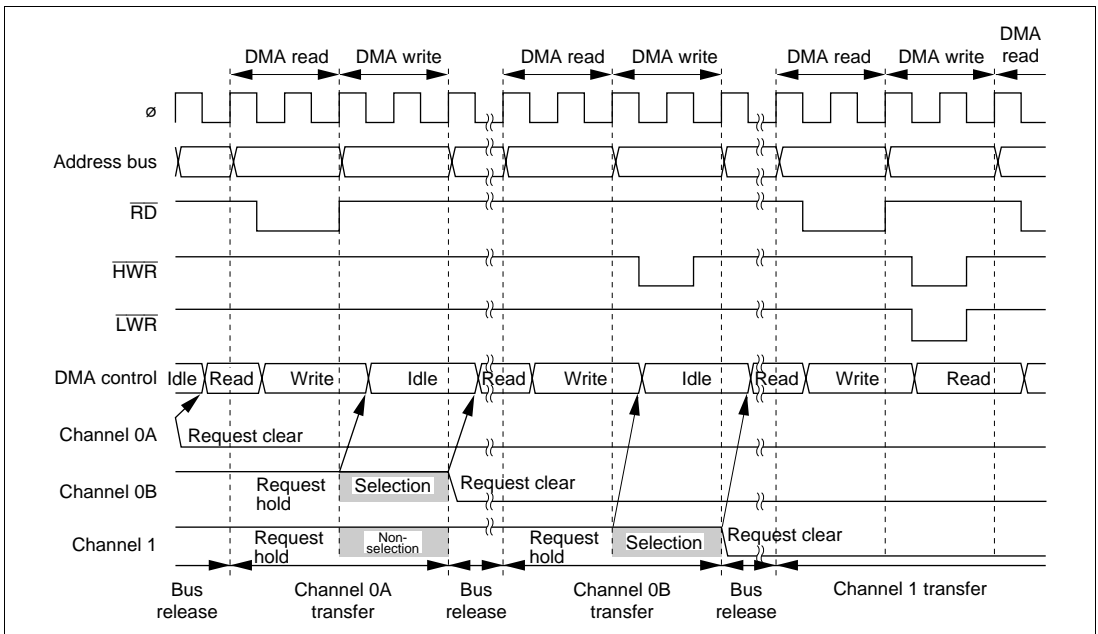 DMA
read
DMA read DMA write DMA read DMA write DMA read DMA write
ø
Address bus
RD
HWR
LWR
DMA control Idle Read Write Idle Read Write Idle Read Write Read
Channel 0A Request clear
Channel 0B Request hold Selection Request clear
Channel 1 Request hold Non-selection Request hold Selection Request clear
Bus release Channel 0A transfer Bus release Channel 0B transfer Bus release Channel 1 transfer